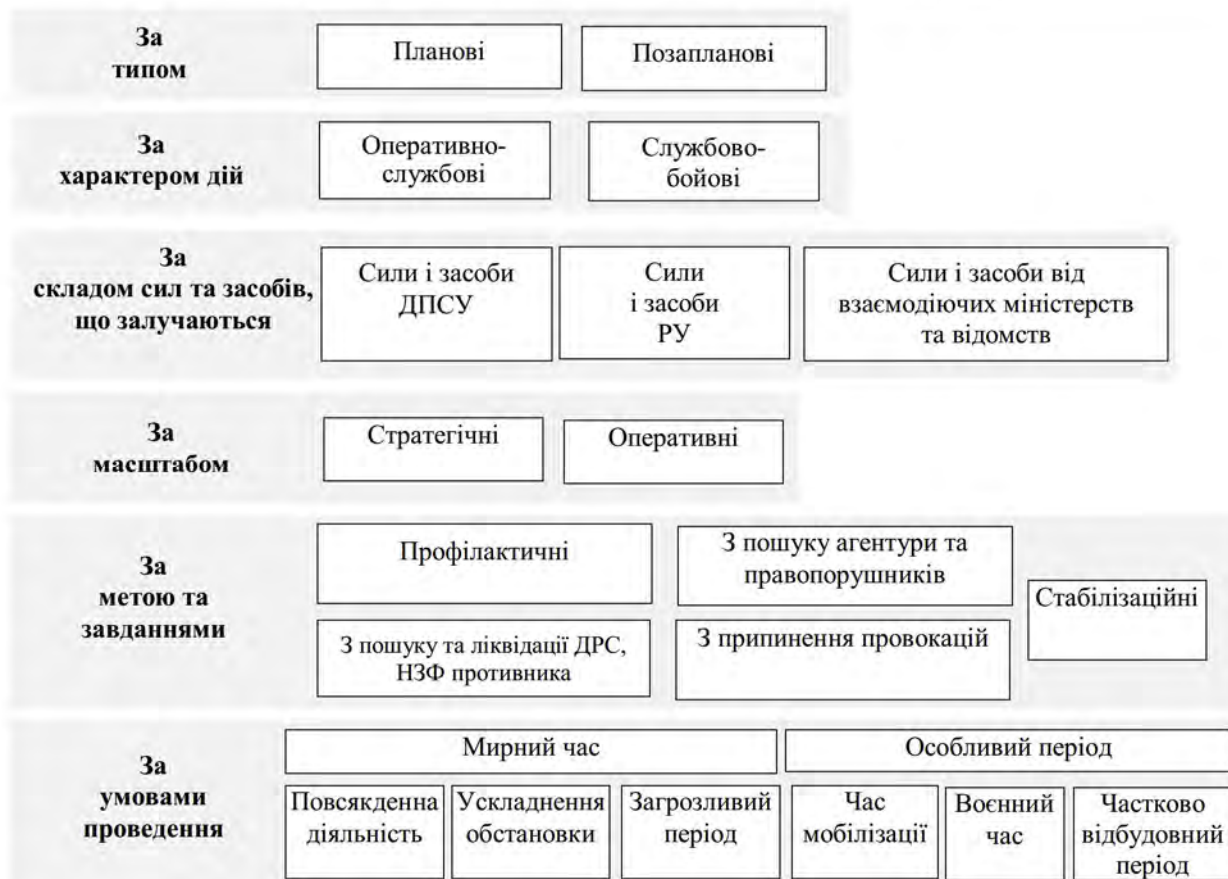 За
типом
Планові
Позапланові
За
характером дій
Оперативно-
службові
Службово-
бойові
За
складом сил та засобів,
що залучаються
Сили і засоби
ДПСУ
Сили
і засоби
РУ
Сили і засоби від
взаємодіючих міністерств
та відомств
За
масштабом
Стратегічні
Оперативні
За
метою та
завданнями
Профілактичні
З пошуку агентури та
правопорушників
Стабілізаційні
З пошуку та ліквідації ДРС,
НЗФ противника
З припинення провокацій
За
умовами
проведення
Мирний час
Особливий період
Повсякденна
діяльність
Ускладнення
обстановки
Загрозливий
період
Час
мобілізації
Воєнний
час
Частково
відбудовний
період